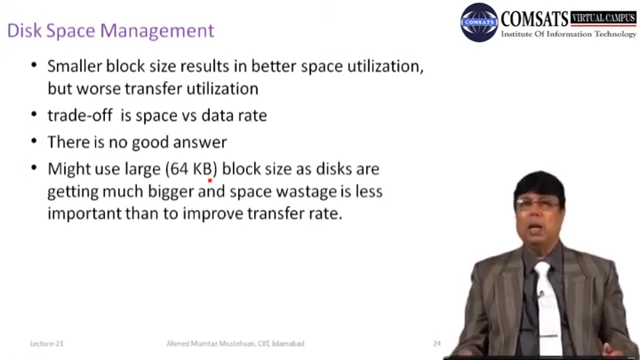 Disk Space Management
COMSATS VIRTUAL CAMPUS
Institute Of Information Technology
• Smaller block size results in better space utilization,
but worse transfer utilization
• trade-off is space vs data rate
• There is no good answer
• Might use large (64 KB) block size as disks are
getting much bigger and space wastage is less
important than to improve transfer rate.
Lecture-21
Ahmed Mumtaz Mustehsan, CIIT, Islamabad
24